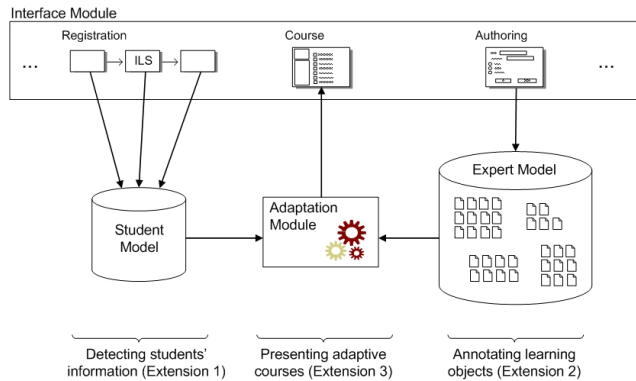 Interface Module
Registration
Course
Authoring
...
ILS
...
Expert Model
Student
Model
Adaptation
Module
Detecting students'
information (Extension 1)
Presenting adaptive
courses (Extension 3)
Annotating learning
objects (Extension 2)